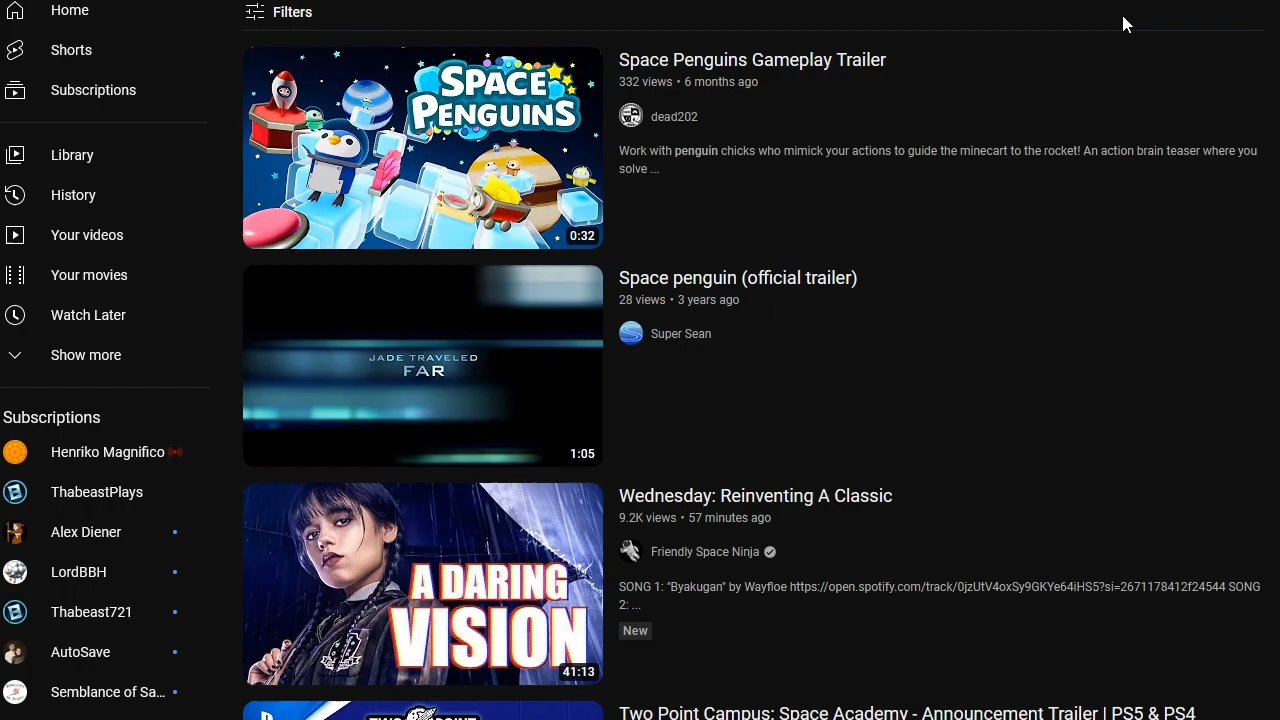 Home
Shorts
Subscriptions
Library
History
Your videos
Your movies
Watch Later
Show more
Subscriptions
Henriko Magnifico
ThabeastPlays
Alex Diener
LordBBH
Thabeast721
AutoSave
Semblance of Sa...
Filters
SPACE
PENGUINS
0:32
Space Penguins Gameplay Trailer
332 views • 6 months ago
dead202
Work with penguin chicks who mimick your actions to guide the minecart to the rocket! An action brain teaser where you
solve ...
JADE TRAVELED
FAR
1:05
Space penguin (official trailer)
28 views • 3 years ago
Super Sean
A DARING
VISION
41:13
Wednesday: Reinventing A Classic
9.2K views • 57 minutes ago
Friendly Space Ninja
SONG 1: "Byakugan" by Wayfloe https://open.spotify.com/track/0jzUtV4oxSy9GKYe64iHS5?si=2671178412f24544 SONG
2: ...
New
TWO POINT
Two Point Campus: Space Academy - Announcement Trailer | PS5 & PS4